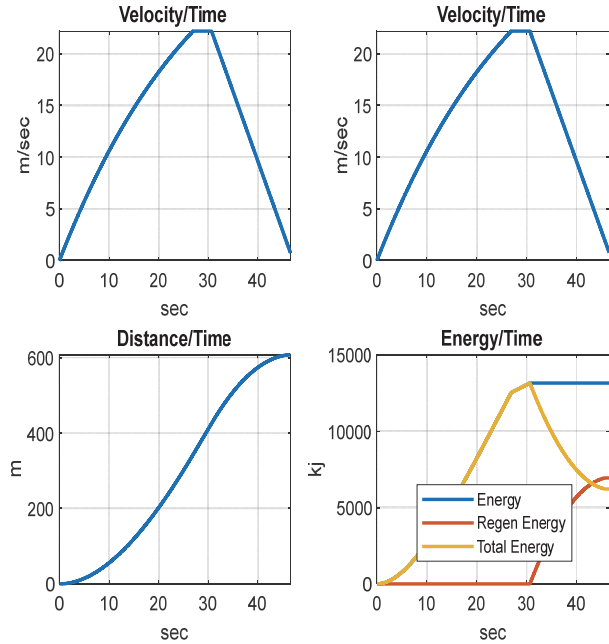 Velocity/Time
20
15
10
5
0
m/sec
0 10 20 30 40
sec
Velocity/Time
20
15
10
5
0
m/sec
0 10 20 30 40
sec
Distance/Time
600
400
200
0
m
0 10 20 30 40
sec
Energy/Time
15000
10000
5000
0
kj
Energy
Regen Energy
Total Energy
0 10 20 30 40
sec